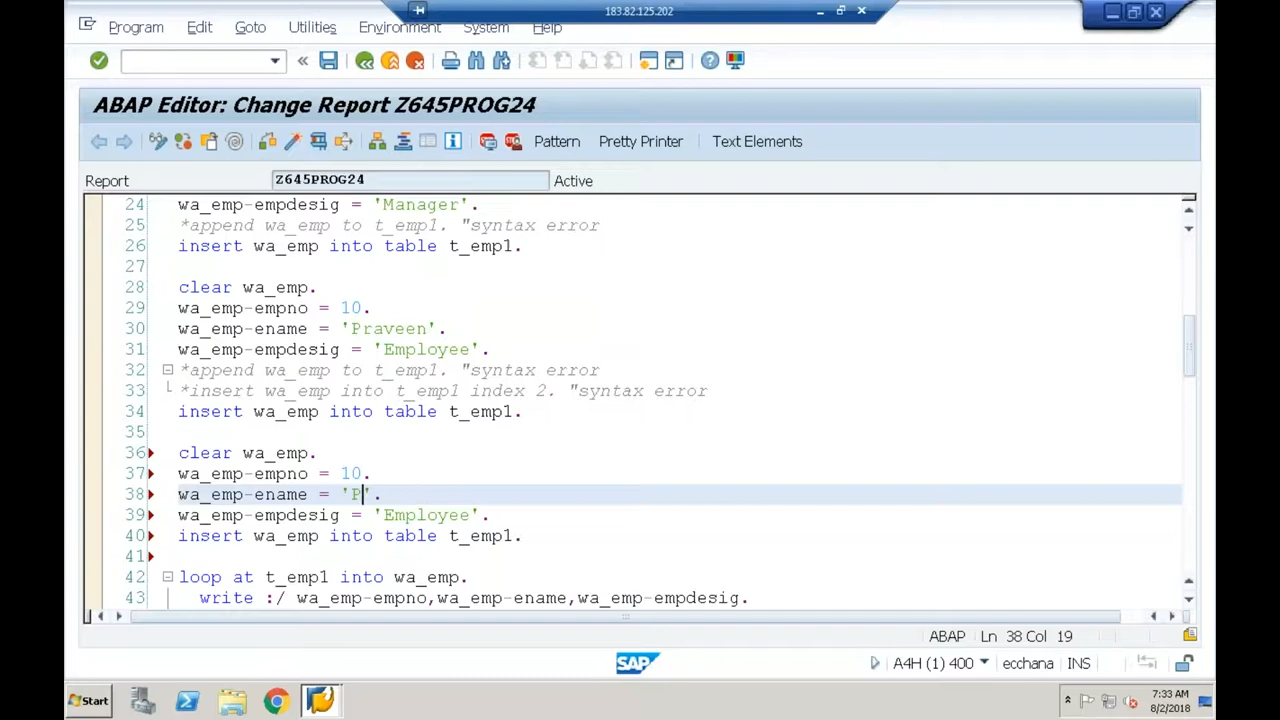 183.82.125.202
Program Edit Goto Utilities Environment System Help
ABAP Editor: Change Report Z645PROG24
Pattern Pretty Printer Text Elements
Report Z645PROG24 Active
24 wa_emp-empdesig = 'Manager'.
25 *append wa_emp to t_emp1. "syntax error
26 insert wa_emp into table t_emp1.
27
28 clear wa_emp.
29 wa_emp-empno = 10.
30 wa_emp-ename = 'Praveen'.
31 wa_emp-empdesig = 'Employee'.
32 *append wa_emp to t_emp1. "syntax error
33 *insert wa_emp into t_emp1 index 2. "syntax error
34 insert wa_emp into table t_emp1.
35
36 clear wa_emp.
37 wa_emp-empno = 10.
38 wa_emp-ename = 'P'.
39 wa_emp-empdesig = 'Employee'.
40 insert wa_emp into table t_emp1.
41
42 loop at t_emp1 into wa_emp.
43 write :/ wa_emp-empno,wa_emp-ename,wa_emp-empdesig.
ABAP Ln 38 Col 19
SAP A4H (1) 400 ecchana INS
Start 7:33 AM
8/2/2018